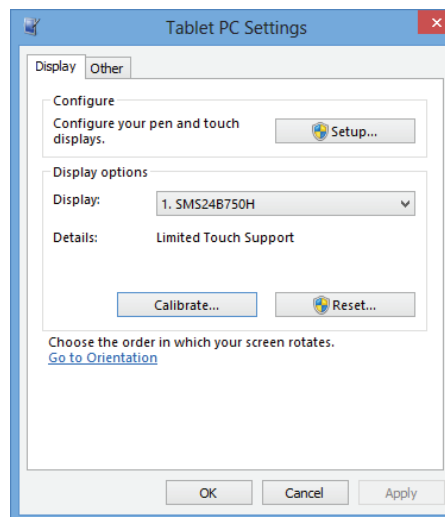 Tablet PC Settings
Display Other
Configure
Configure your pen and touch
displays.
Setup...
Display options
Display: 1. SMS24B750H
Details: Limited Touch Support
Calibrate... Reset...
Choose the order in which your screen rotates.
Go to Orientation
OK Cancel Apply